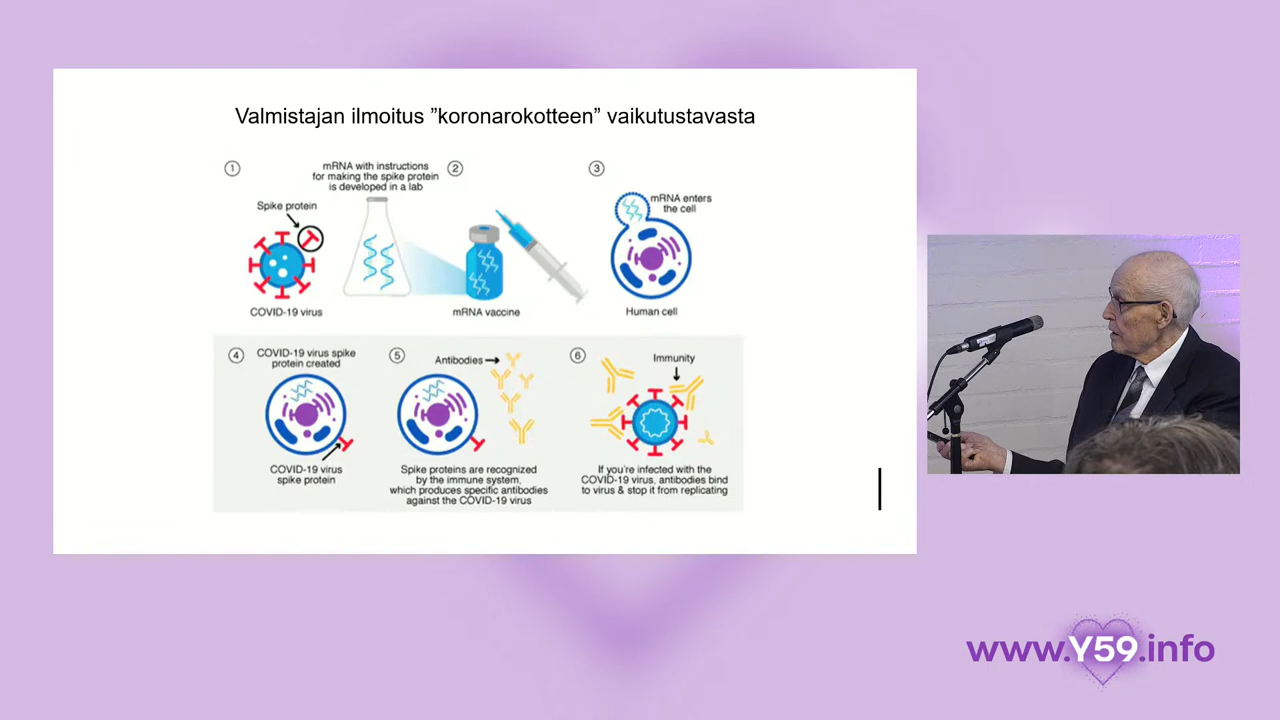 Valmistajan ilmoitus ”koronarokotteen” vaikutustavasta
1
mRNA with instructions
for making the spike protein
is developed in a lab
2
3
Spike protein
mRNA enters
the cell
COVID-19 virus
mRNA vaccine
Human cell
4
COVID-19 virus spike
protein created
5
Antibodies
6
Immunity
COVID-19 virus
spike protein
Spike proteins are recognized
by the immune system,
which produces specific antibodies
against the COVID-19 virus
If you're infected with the
COVID-19 virus, antibodies bind
to virus & stop it from replicating
www.Y59.info